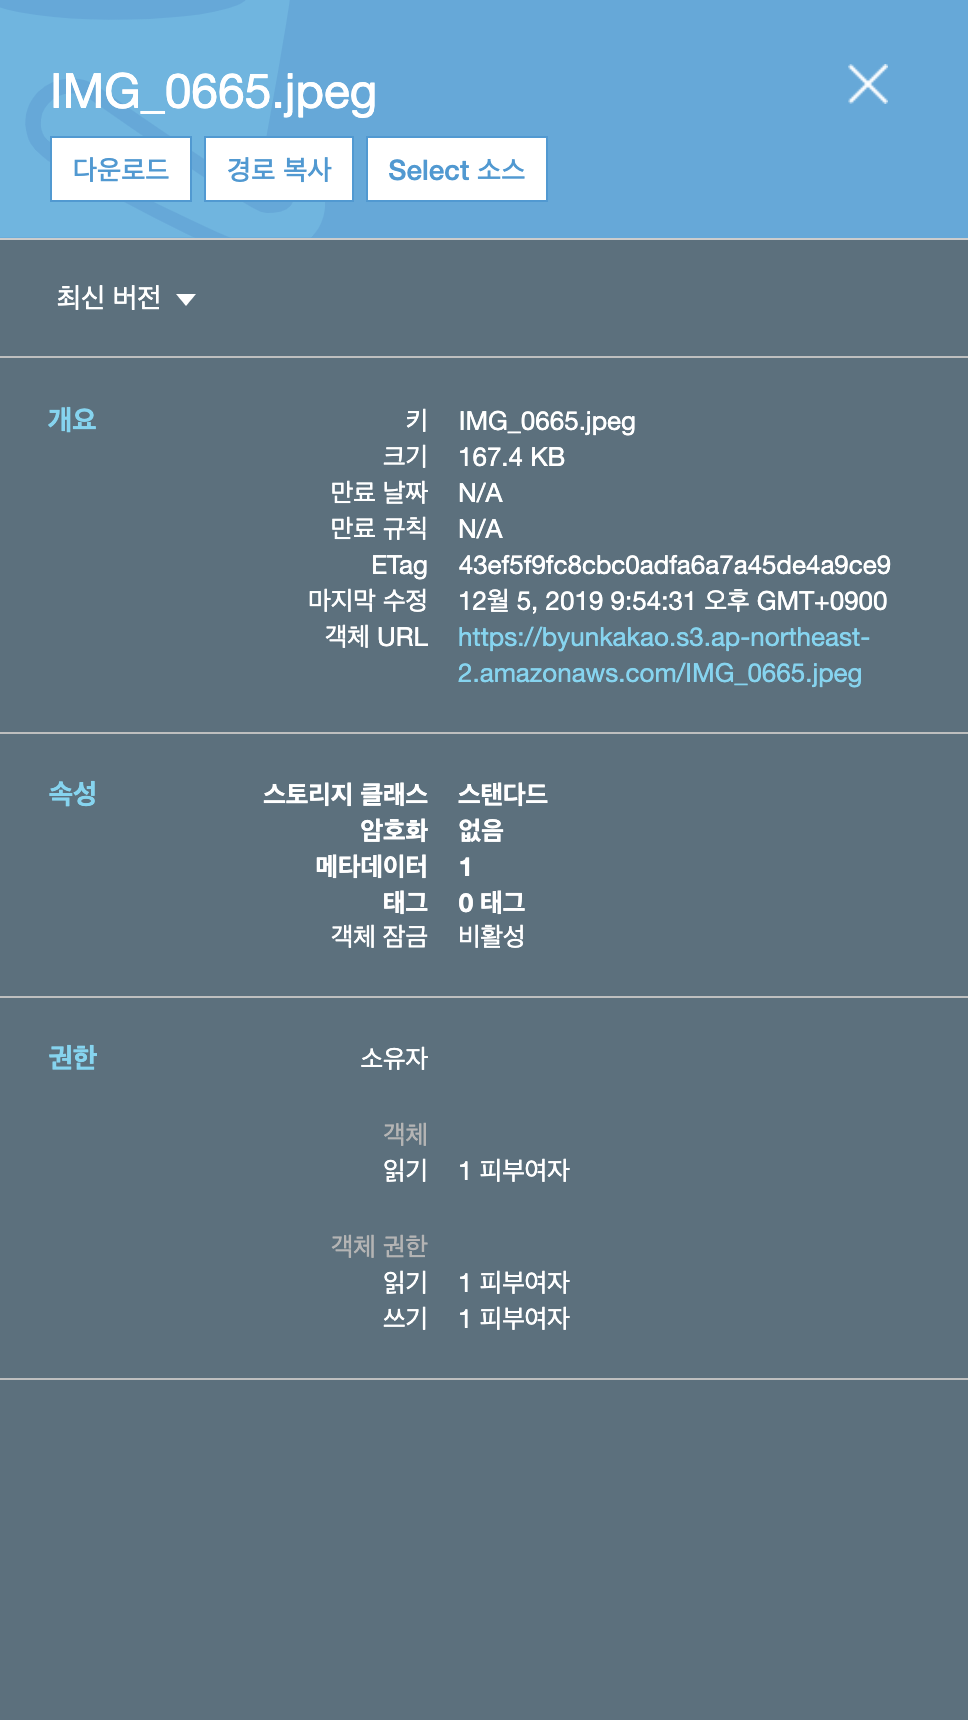 IMG_0665.jpeg
다운로드 경로 복사 Select 소스
최신 버전
개요 키 IMG_0665.jpeg
크기 167.4 KB
만료 날짜 N/A
만료 규칙 N/A
ETag 43ef5f9fc8cbc0adfa6a7a45de4a9ce9
마지막 수정 12월 5, 2019 9:54:31 오후 GMT+0900
객체 URL https://byunkakao.s3.ap-northeast-
2.amazonaws.com/IMG_0665.jpeg
속성 스토리지 클래스 스탠다드
암호화 없음
메타데이터 1
태그 0 태그
객체 잠금 비활성
권한 소유자
객체
읽기 1 피부여자
객체 권한
읽기 1 피부여자
쓰기 1 피부여자